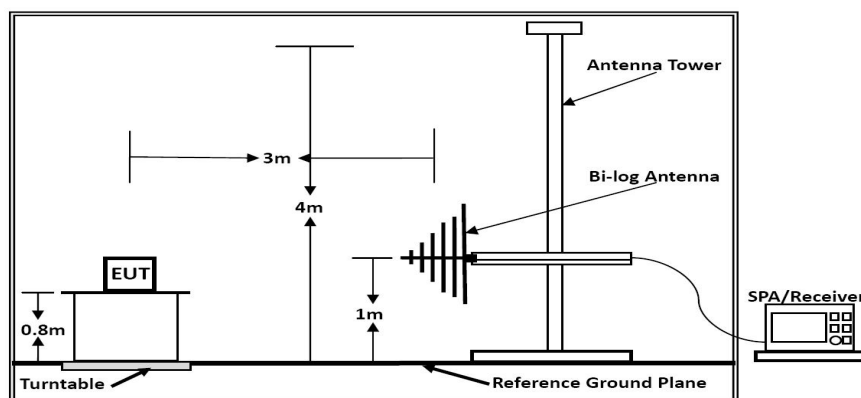 Antenna Tower
3m
Bi-log Antenna
4m
EUT
SPA/Receiver
0.8m
1m
Turntable
Reference Ground Plane